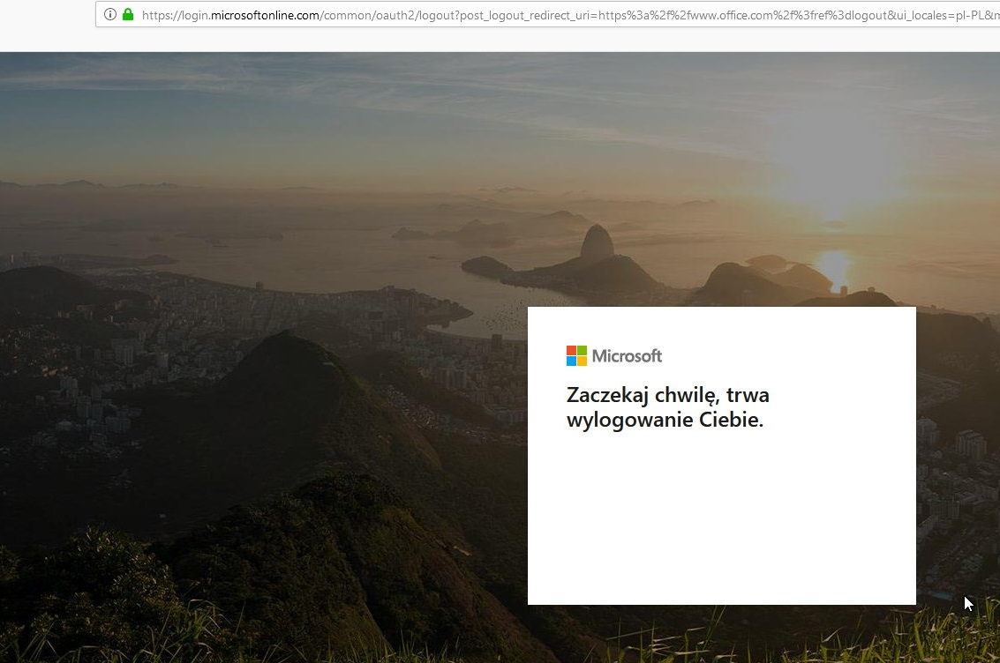 https://login.microsoftonline.com/common/oauth2/logout?post_logout_redirect_uri=https%3a%2f%2fwww.office.com%2f%3fref%3dlogout&ui_locales=pl-PL&m
Microsoft
Zaczekaj chwilę, trwa
wylogowanie Ciebie.